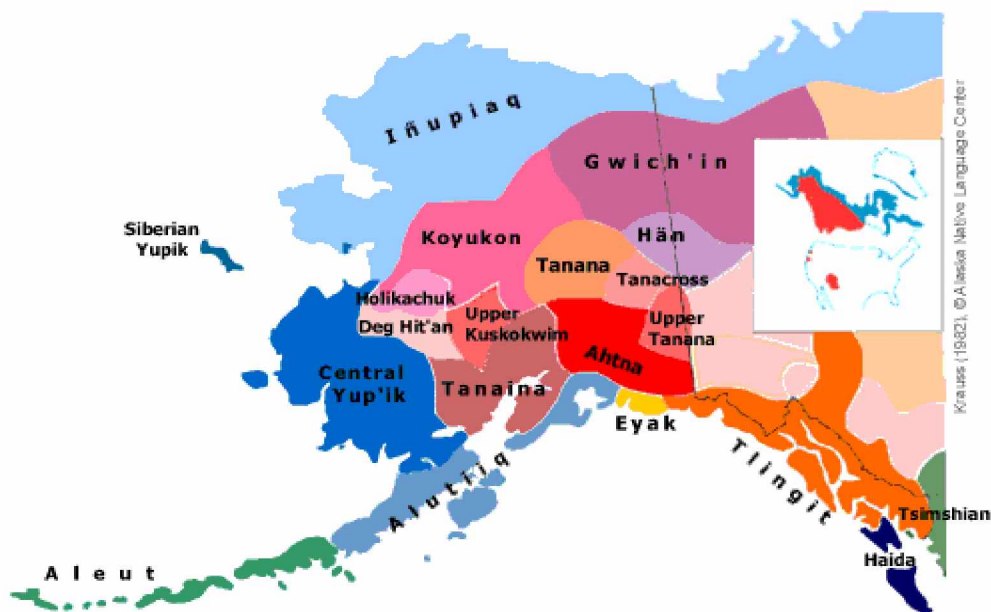 Iñupiaq
Gwich'in
Siberian
Yupik
Koyukon
Hän
Tanana
Tanacross
Holikachuk
Deg Hit'an
Upper
Kuskokwim
Upper
Tanana
Ahtna
Central
Yup'ik
Tanaina
Eyak
Alutiiq
Tlingit
Tsimshian
Haida
Aleut
Krauss (1982), © Alaska Native Language Center